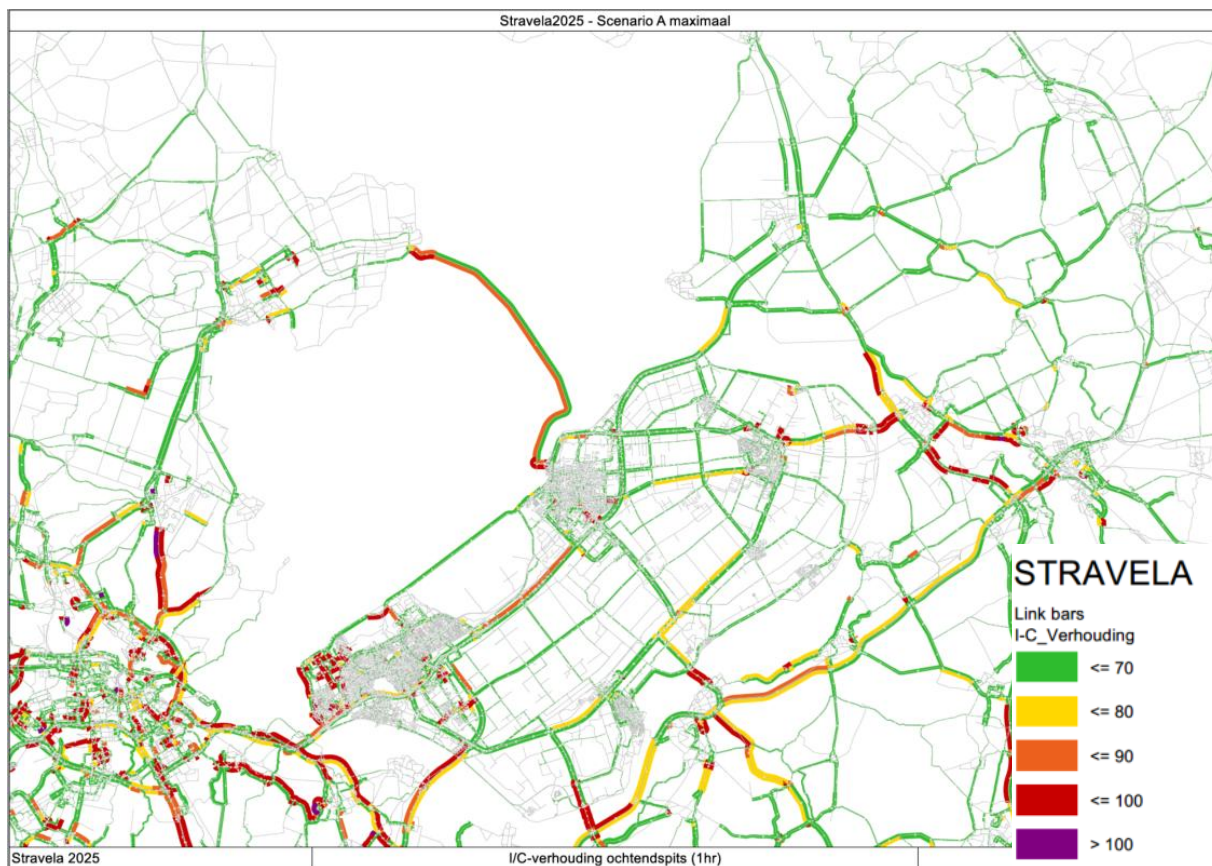 Stravela2025 - Scenario A maximaal
STRAVELA
Link bars
I-C_Verhouding
<= 70
<= 80
<= 90
<= 100
> 100
Stravela 2025
I/C-verhouding ochtendspits (1hr)